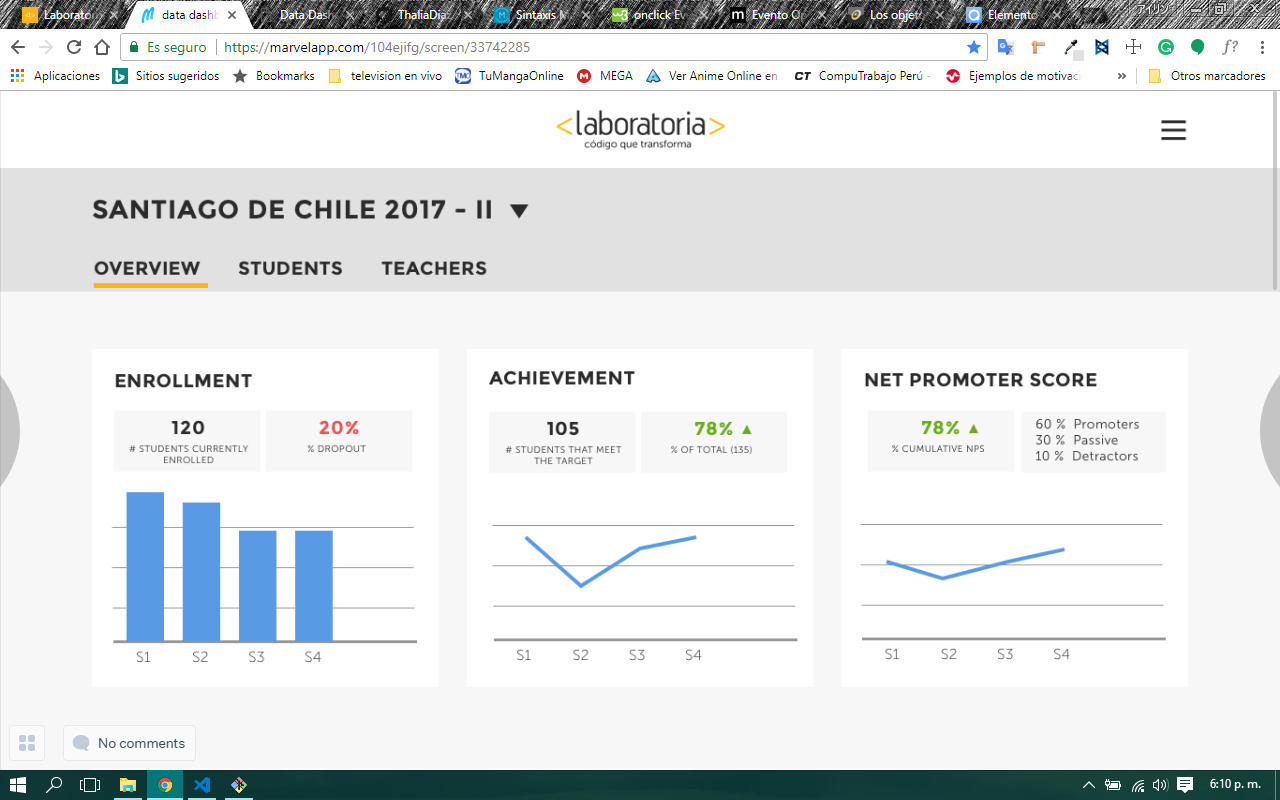 Laborator
data dashb
Data Dash
ThaliaDia
Sintaxis M
onclick Ev
Evento On
Los objeto
Elemento
Es seguro
https://marvelapp.com/104ejifg/screen/33742285
f?
Aplicaciones
Sitios sugeridos
Bookmarks
television en vivo
TuMangaOnline
MEGA
Ver Anime Online en
CT
CompuTrabajo Perú -
Ejemplos de motivaci
»
Otros marcadores
<laboratoria>
código que transforma
SANTIAGO DE CHILE 2017 - II ▼
OVERVIEW
STUDENTS
TEACHERS
ENROLLMENT
120
# STUDENTS CURRENTLY
ENROLLED
20%
% DROPOUT
S1
S2
S3
S4
ACHIEVEMENT
105
# STUDENTS THAT MEET
THE TARGET
78% ▲
% OF TOTAL (135)
S1
S2
S3
S4
NET PROMOTER SCORE
78% ▲
% CUMULATIVE NPS
60 % Promoters
30 % Passive
10 % Detractors
S1
S2
S3
S4
No comments
6:10 p. m.